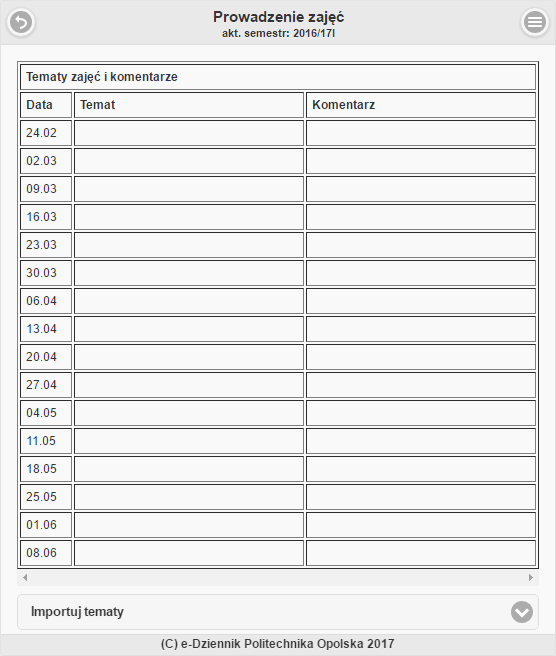 Prowadzenie zajęć
akt. semestr: 2016/17l
Tematy zajęć i komentarze
Data Temat Komentarz
24.02
02.03
09.03
16.03
23.03
30.03
06.04
13.04
20.04
27.04
04.05
11.05
18.05
25.05
01.06
08.06
Importuj tematy
(C) e-Dziennik Politechnika Opolska 2017